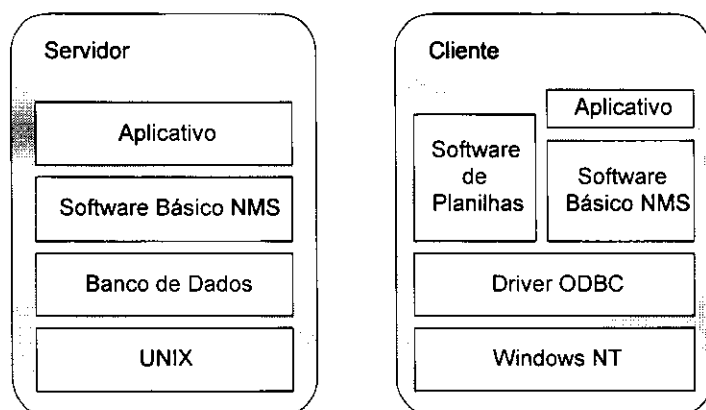 Servidor
Aplicativo
Software Básico NMS
Banco de Dados
UNIX
Cliente
Aplicativo
Software
de
Planilhas
Software
Básico NMS
Driver ODBC
Windows NT